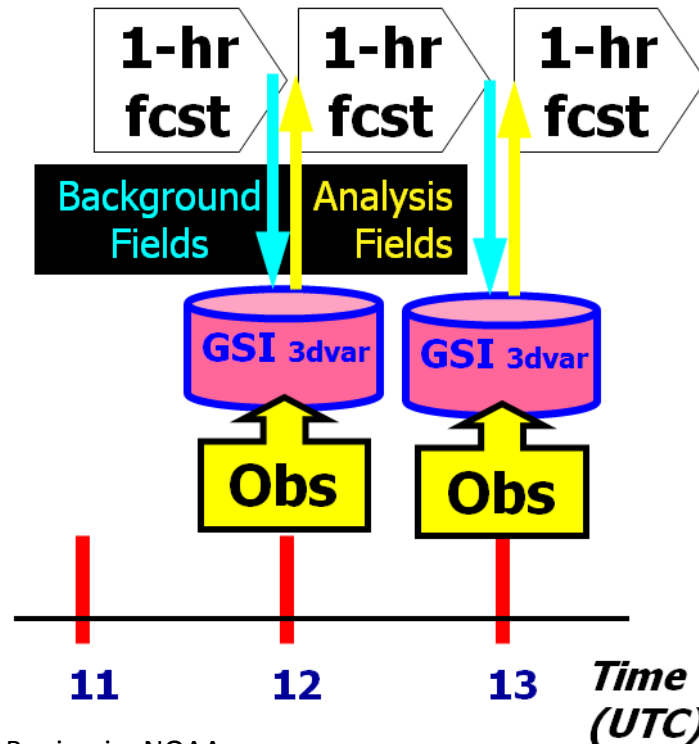 1-hr 1-hr 1-hr
fcst fcst fcst
Background Analysis
Fields Fields
GSI 3dvar GSI 3dvar
Obs Obs
11 12 13 Time
(UTC)
NOAA